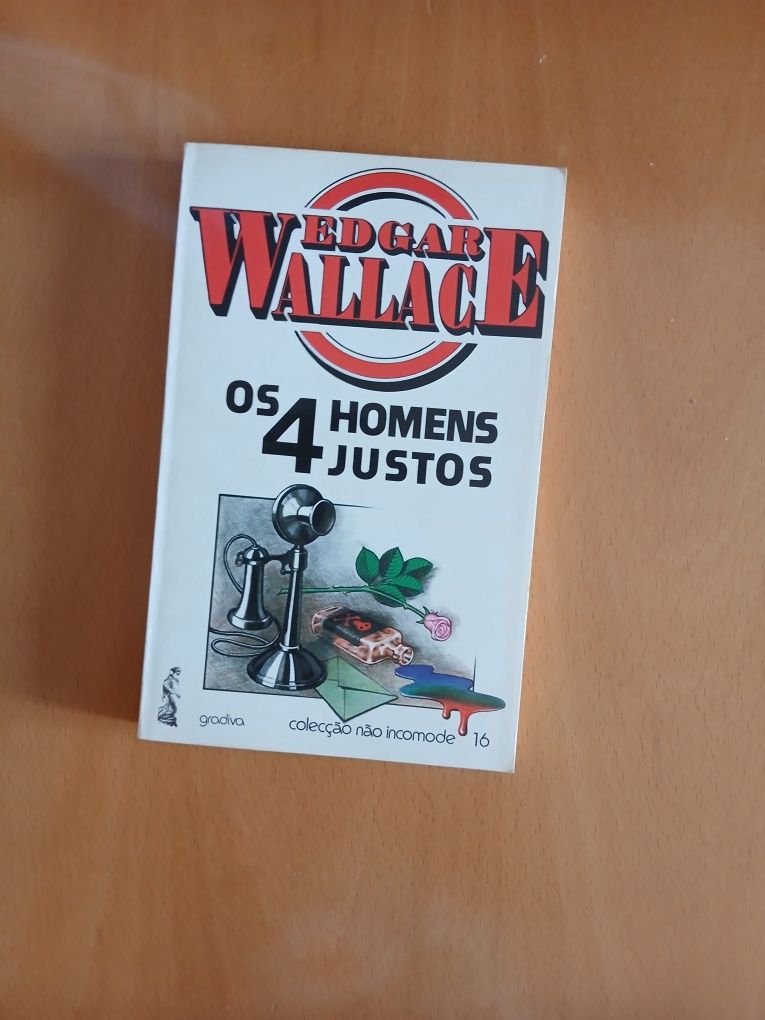 EDGAR
WALLACE
OS 4 HOMENS
JUSTOS
gradiva
colecção não incomode 16